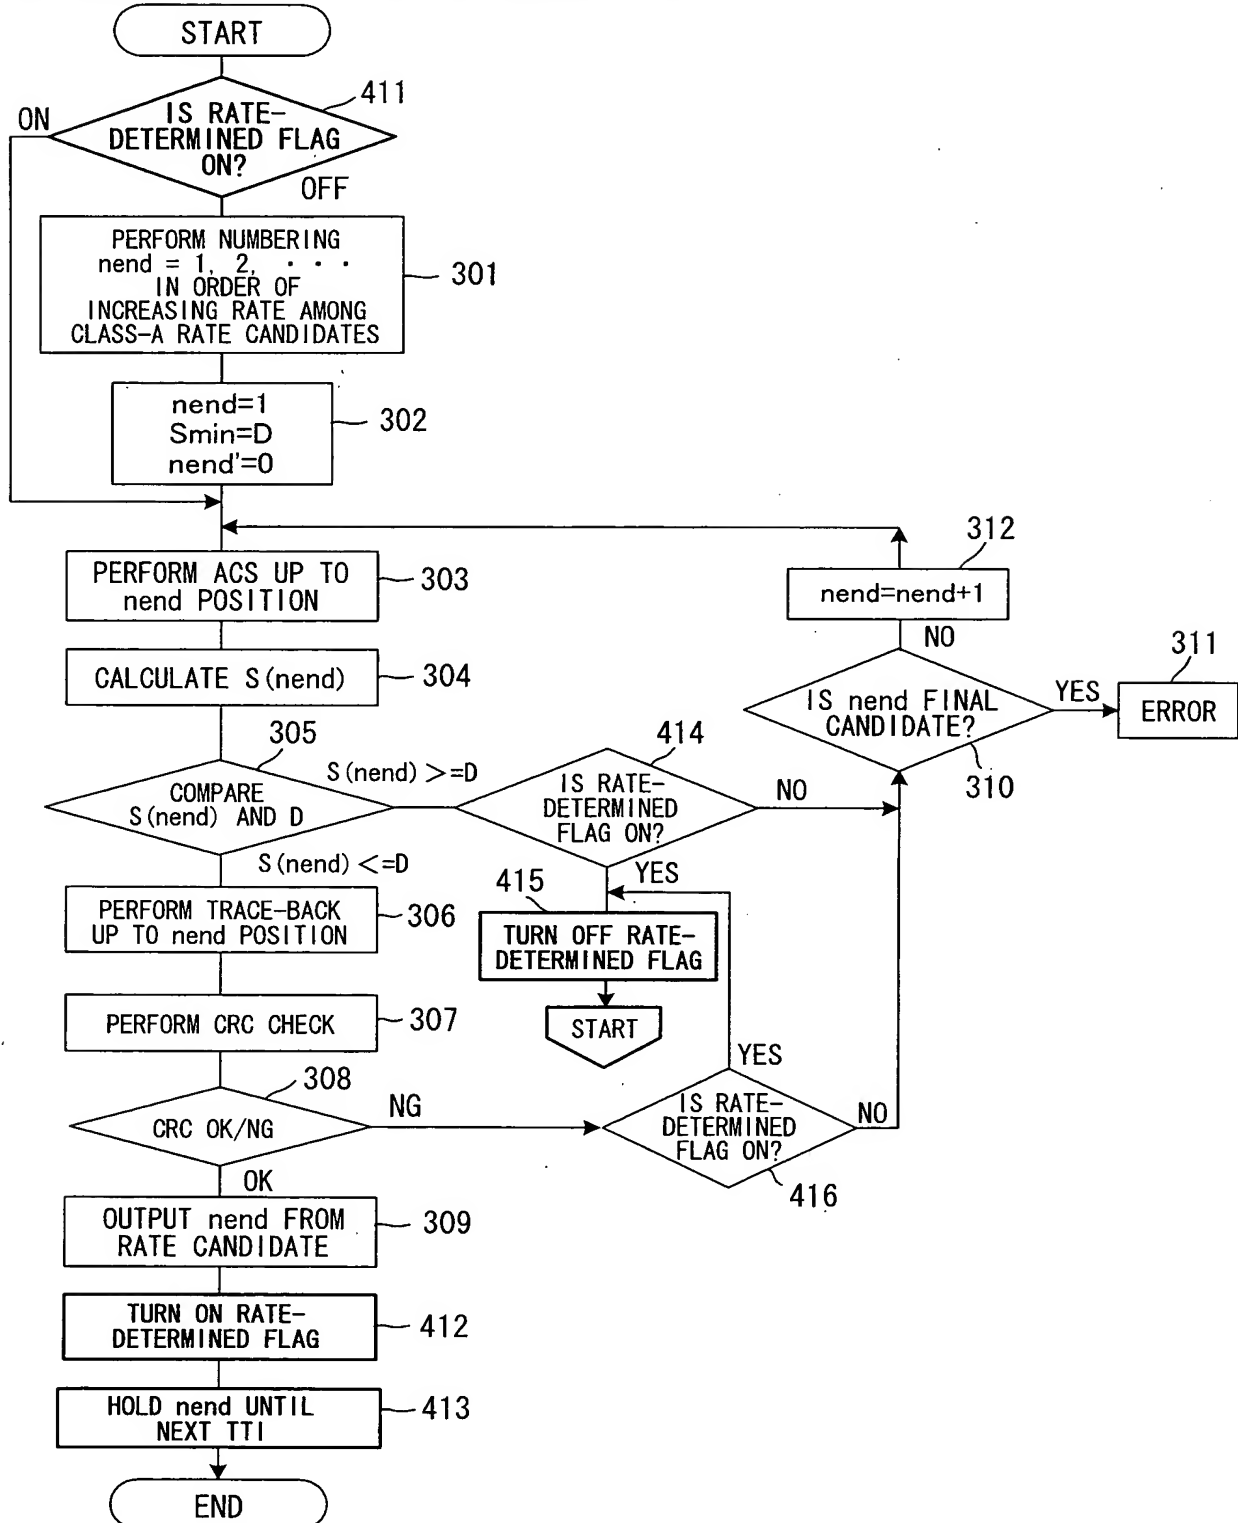 START
411
IS RATE-
DETERMINED FLAG
ON?
ON
OFF
PERFORM NUMBERING
nend = 1, 2, ・・・
IN ORDER OF
INCREASING RATE AMONG
CLASS-A RATE CANDIDATES
301
nend=1
Smin=D
nend'=0
302
PERFORM ACS UP TO
nend POSITION
303
312
nend=nend+1
NO
CALCULATE S(nend)
304
IS nend FINAL
CANDIDATE?
310
YES
311
ERROR
305
COMPARE
S(nend) AND D
S(nend)>=D
S(nend)<=D
414
IS RATE-
DETERMINED
FLAG ON?
NO
YES
415
TURN OFF RATE-
DETERMINED FLAG
START
PERFORM TRACE-BACK
UP TO nend POSITION
306
PERFORM CRC CHECK
307
308
CRC OK/NG
NG
OK
YES
IS RATE-
DETERMINED
FLAG ON?
NO
416
OUTPUT nend FROM
RATE CANDIDATE
309
TURN ON RATE-
DETERMINED FLAG
412
HOLD nend UNTIL
NEXT TTI
413
END